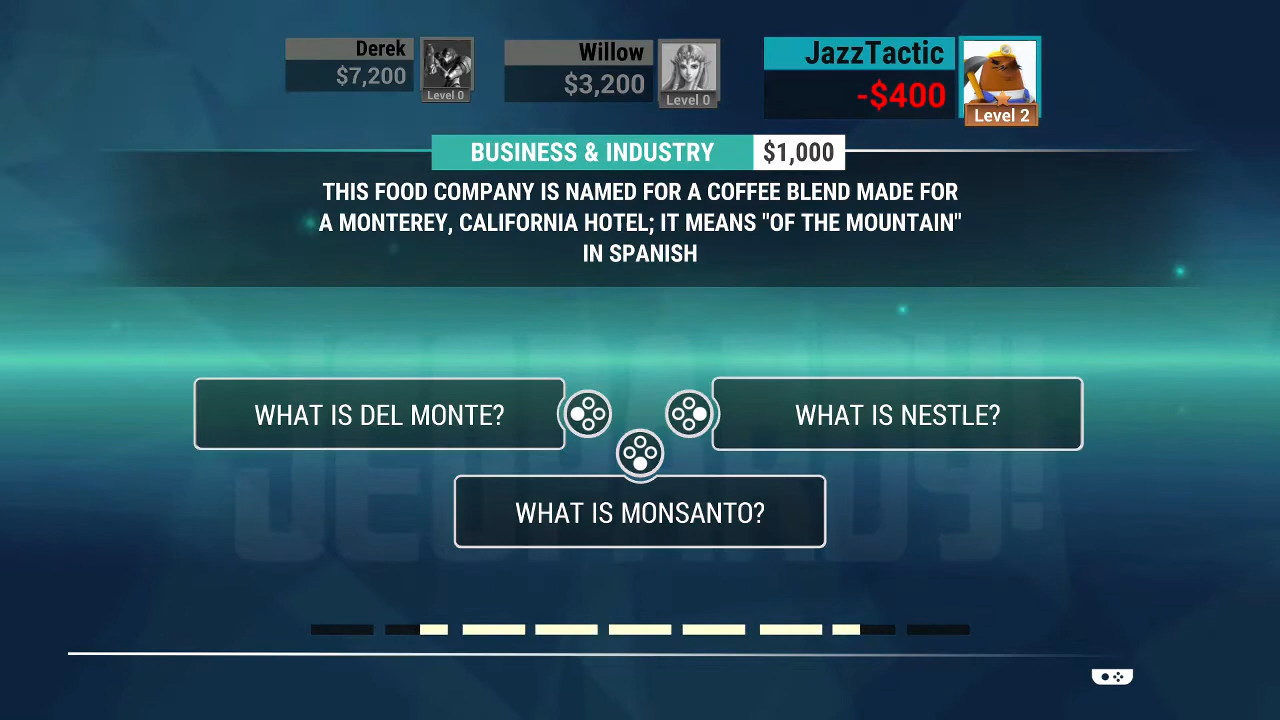 Derek
$7,200
Level 0
Willow
$3,200
Level 0
JazzTactic
-$400
Level 2
BUSINESS & INDUSTRY $1,000
THIS FOOD COMPANY IS NAMED FOR A COFFEE BLEND MADE FOR
A MONTEREY, CALIFORNIA HOTEL; IT MEANS "OF THE MOUNTAIN"
IN SPANISH
JEOPARDY!
WHAT IS DEL MONTE?
WHAT IS NESTLE?
WHAT IS MONSANTO?